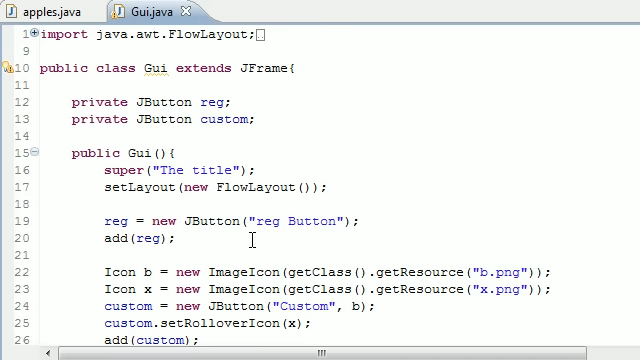 apples.java
Gui.java
1 import java.awt.FlowLayout;
9
10 public class Gui extends JFrame{
11
12 private JButton reg;
13 private JButton custom;
14
15 public Gui(){
16 super("The title");
17 setLayout(new FlowLayout());
18
19 reg = new JButton("reg Button");
20 add(reg);
21
22 Icon b = new ImageIcon(getClass().getResource("b.png"));
23 Icon x = new ImageIcon(getClass().getResource("x.png"));
24 custom = new JButton("Custom", b);
25 custom.setRolloverIcon(x);
26 add(custom);